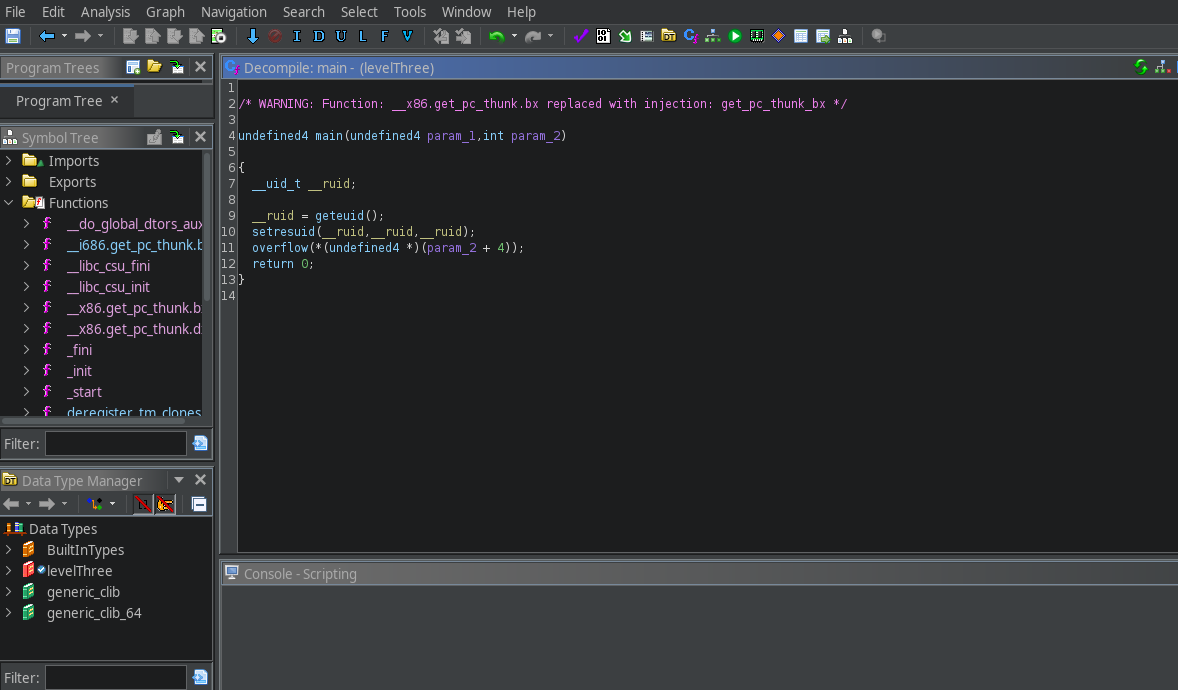 File Edit Analysis Graph Navigation Search Select Tools Window Help
I D U L F V
Program Trees
Program Tree ×
Symbol Tree
Imports
Exports
Functions
__do_global_dtors_aux
__i686.get_pc_thunk.b
__libc_csu_fini
__libc_csu_init
__x86.get_pc_thunk.b
__x86.get_pc_thunk.d
_fini
_init
_start
deregister_tm_clones
Filter:
Data Type Manager
Data Types
BuiltInTypes
levelThree
generic_clib
generic_clib_64
Filter:
Decompile: main - (levelThree)
1
2 /* WARNING: Function: __x86.get_pc_thunk.bx replaced with injection: get_pc_thunk_bx */
3
4 undefined4 main(undefined4 param_1,int param_2)
5
6 {
7 __uid_t __ruid;
8
9 __ruid = geteuid();
10 setresuid(__ruid,__ruid,__ruid);
11 overflow(*(undefined4 *)(param_2 + 4));
12 return 0;
13 }
14
Console - Scripting